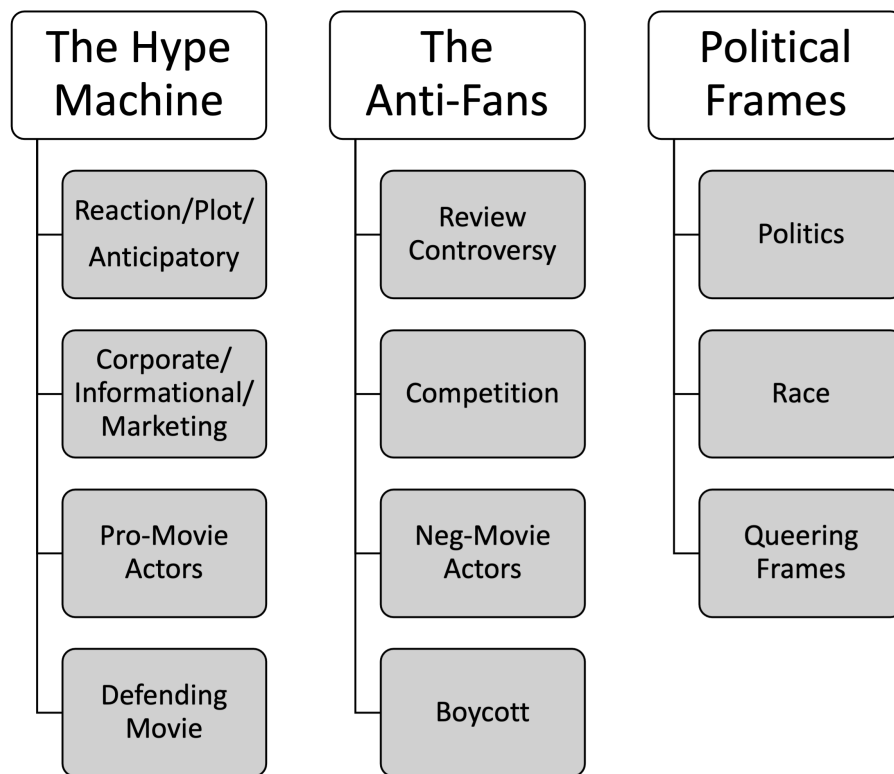 The Hype
Machine
Reaction/Plot/
Anticipatory
Corporate/
Informational/
Marketing
Pro-Movie
Actors
Defending
Movie
The
Anti-Fans
Review
Controversy
Competition
Neg-Movie
Actors
Boycott
Political
Frames
Politics
Race
Queering
Frames